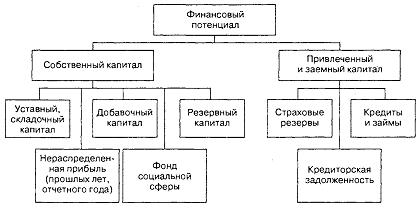 Финансовый
потенциал
Собственный капитал
Привлеченный
и заемный капитал
Уставный,
складочный
капитал
Добавочный
капитал
Резервный
капитал
Страховые
резервы
Кредиты
и займы
Нераспределен-
ная прибыль
(прошлых лет,
отчетного года)
Фонд
социальной
сферы
Кредиторская
задолженность